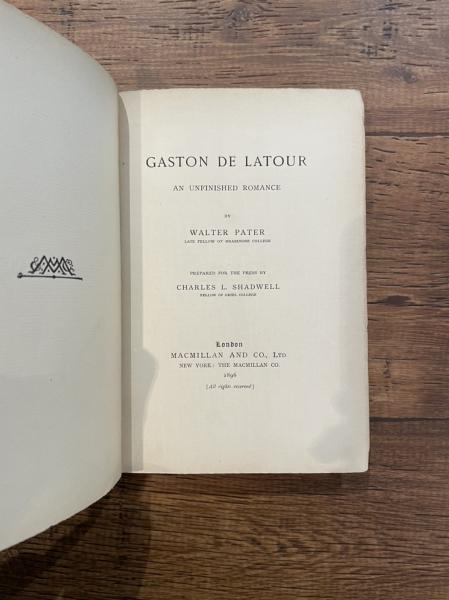 GASTON DE LATOUR
AN UNFINISHED ROMANCE
BY
WALTER PATER
LATE FELLOW OF BRASENOSE COLLEGE
PREPARED FOR THE PRESS BY
CHARLES L. SHADWELL
FELLOW OF ORIEL COLLEGE
London
MACMILLAN AND CO., LTD
NEW YORK: THE MACMILLAN CO.
1896
[All rights reserved]